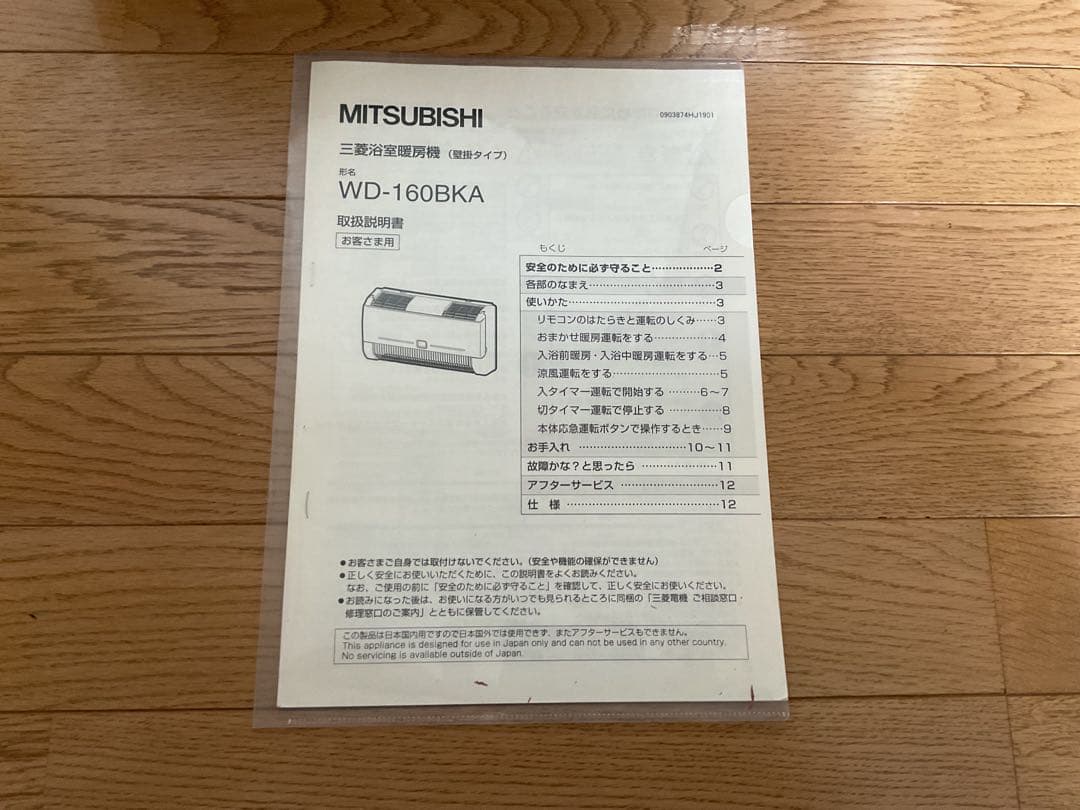 MITSUBISHI
0903874HJ1901
三菱浴室暖房機（壁掛タイプ）
形名
WD-160BKA
取扱説明書
お客さま用
もくじ ページ
安全のために必ず守ること………………2
各部のなまえ……………………………3
使いかた…………………………………3
リモコンのはたらきと運転のしくみ……3
おまかせ暖房運転をする………………4
入浴前暖房・入浴中暖房運転をする…5
涼風運転をする…………………………5
入タイマー運転で開始する ………6～7
切タイマー運転で停止する ……………8
本体応急運転ボタンで操作するとき…9
お手入れ …………………………10～11
故障かな？と思ったら …………………11
アフターサービス ………………………12
仕 様 ……………………………………12
●お客さまご自身では取付けないでください。（安全や機能の確保ができません）
●正しく安全にお使いいただくために、この説明書をよくお読みください。
なお、ご使用の前に「安全のために必ず守ること」を確認して、正しく安全にお使いください。
●お読みになった後は、お使いになる方がいつでも見られるところに同梱の「三菱電機 ご相談窓口・
修理窓口のご案内」とともに保管してください。
この製品は日本国内用ですので日本国外では使用できず、またアフターサービスもできません。
This appliance is designed for use in Japan only and can not be used in any other country.
No servicing is available outside of Japan.